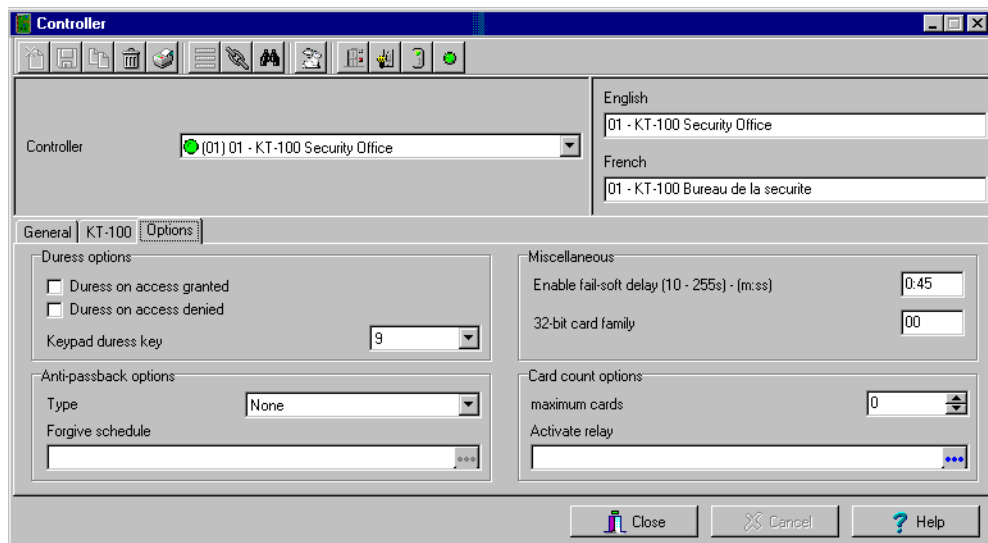 Controller
English
01 - KT-100 Security Office
Controller
(01) 01 - KT-100 Security Office
French
01 - KT-100 Bureau de la securite
General KT-100 Options
Duress options
Duress on access granted
Duress on access denied
Keypad duress key 9
Miscellaneous
Enable fail-soft delay (10 - 255s) - (m:ss) 0:45
32-bit card family 00
Anti-passback options
Type None
Forgive schedule
Card count options
maximum cards 0
Activate relay
Close Cancel Help